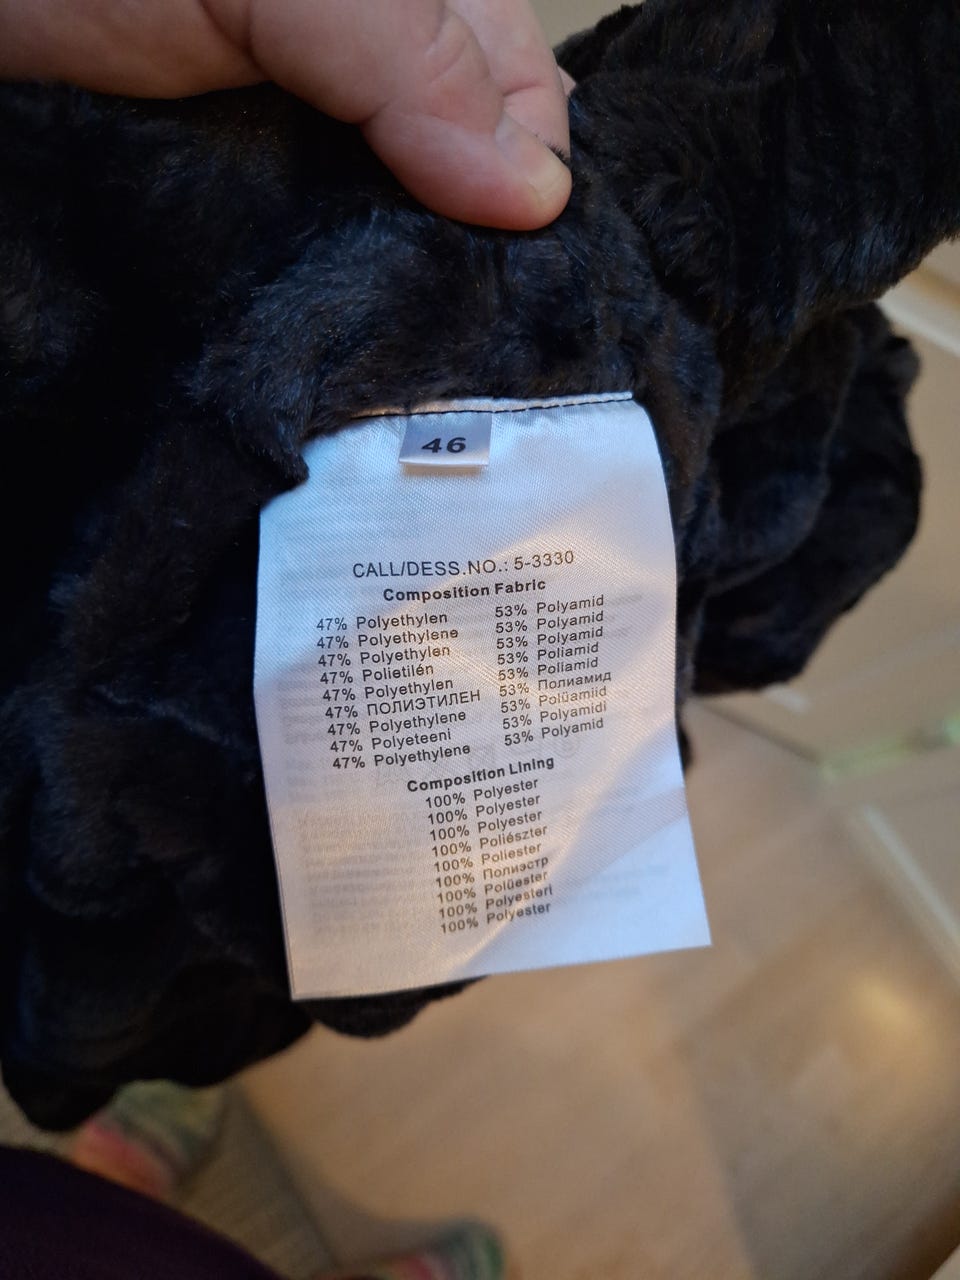 46
CALL/DESS.NO.: 5-3330
Composition Fabric
47% Polyethylen 53% Polyamid
47% Polyethylene 53% Polyamid
47% Polyethylen 53% Polyamid
47% Polietilén 53% Poliamid
47% Polyethylen 53% Poliamid
47% ПОЛИЭТИЛЕН 53% Полиамид
47% Polyethylene 53% Polüamiid
47% Polyeteeni 53% Polyamidi
47% Polyethylene 53% Polyamid
Composition Lining
100% Polyester
100% Polyester
100% Polyester
100% Poliészter
100% Poliester
100% Полиэстр
100% Polüester
100% Polyesteri
100% Polyester